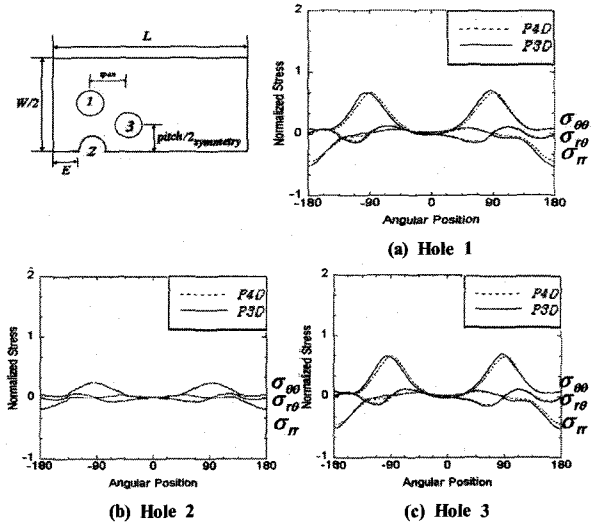 L
span
W/2
1
3
2
pitch/2
symmetry
E
2
1
0
-1
Normalized Stress
P4D
P3D
σθθ
σrθ
σrr
-180 -90 0 90 180
Angular Position
(a) Hole 1
2
1
0
-1
Normalized Stress
P4D
P3D
σθθ
σrθ
σrr
-180 -90 0 90 180
Angular Position
(b) Hole 2
2
1
0
-1
Normalized Stress
P4D
P3D
σθθ
σrθ
σrr
-180 -90 0 90 180
Angular Position
(c) Hole 3